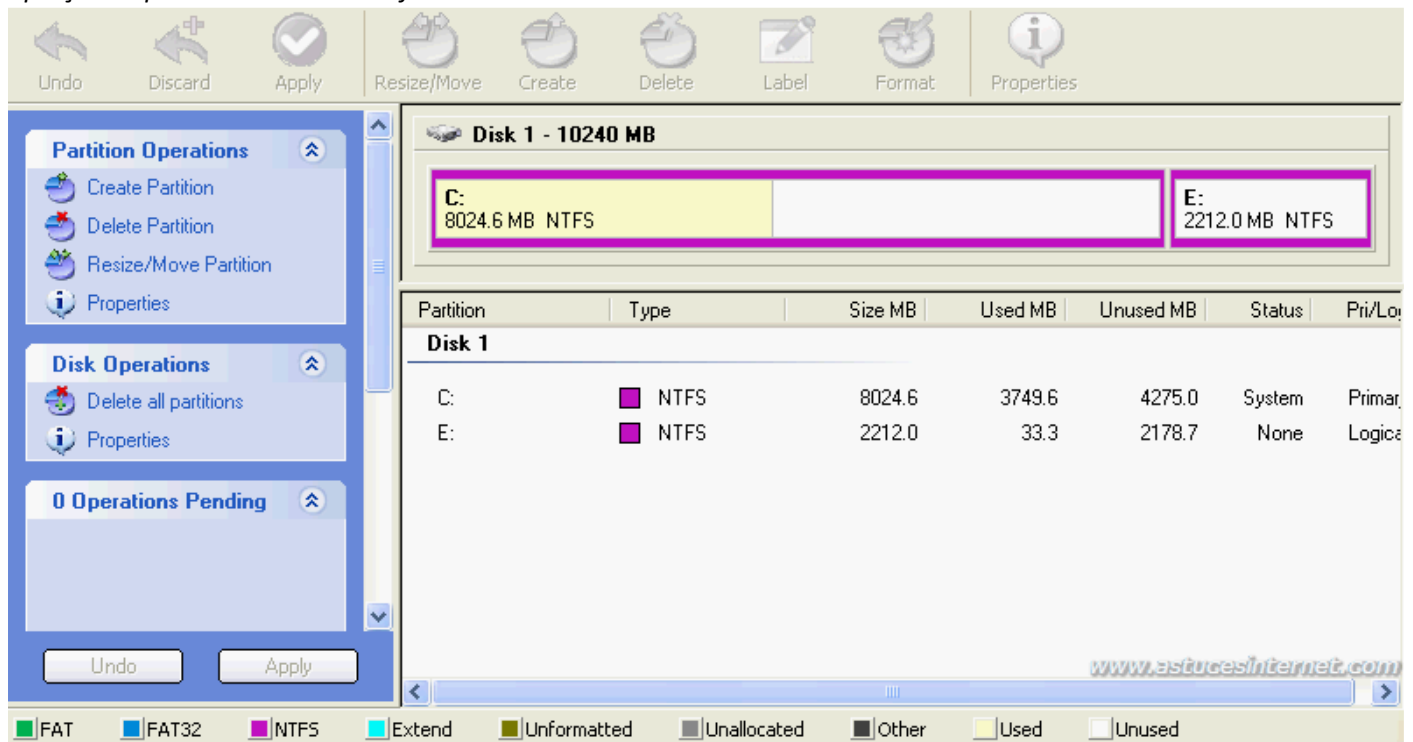 Undo Discard Apply Resize/Move Create Delete Label Format Properties
Partition Operations
Create Partition
Delete Partition
Resize/Move Partition
Properties
Disk Operations
Delete all partitions
Properties
0 Operations Pending
Undo Apply
Disk 1 - 10240 MB
C:
8024.6 MB NTFS
E:
2212.0 MB NTFS
Partition Type Size MB Used MB Unused MB Status
Disk 1
C: NTFS 8024.6 3749.6 4275.0 System
E: NTFS 2212.0 33.3 2178.7 None
www.astucesinternet.com
FAT FAT32 NTFS Extend Unformatted Unallocated Other Used Unused